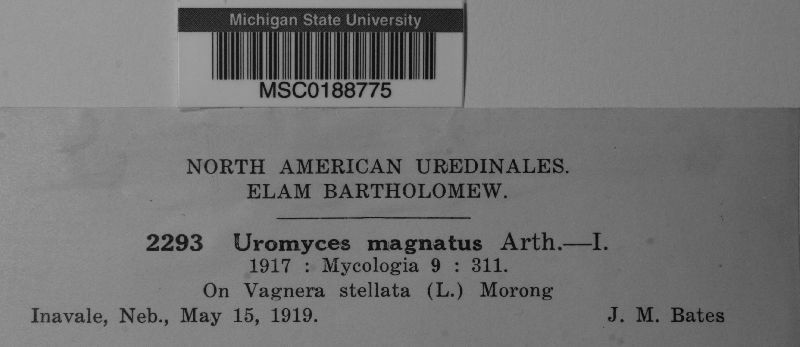 Michigan State University
MSC0188775
NORTH AMERICAN UREDINALES.
ELAM BARTHOLOMEW.
2293 Uromyces magnatus Arth.—I.
1917 : Mycologia 9 : 311.
On Vagnera stellata (L.) Morong
Inavale, Neb., May 15, 1919. J. M. Bates